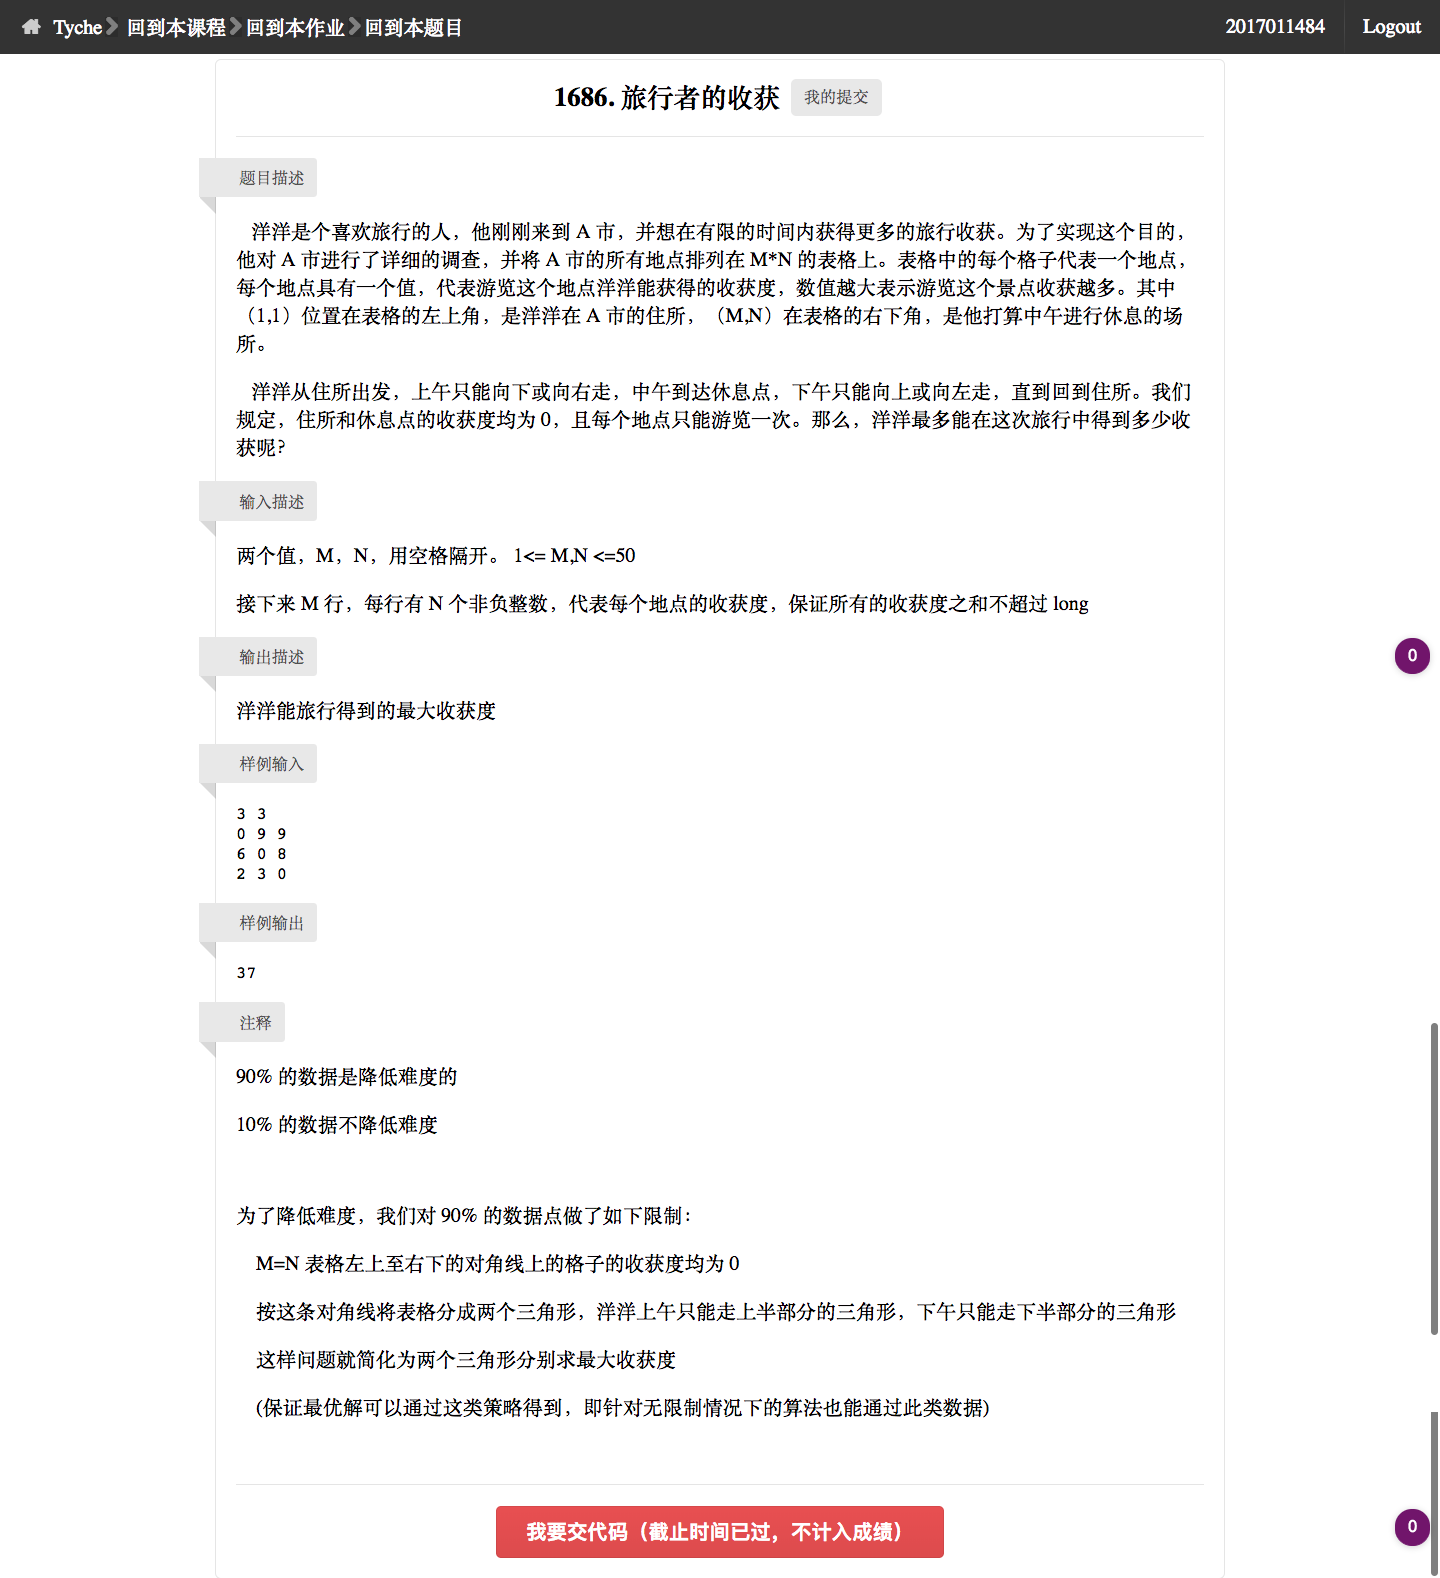 Tyche 回到本课程 回到本作业 回到本题目 2017011484 Logout
1686. 旅行者的收获 我的提交
题目描述
洋洋是个喜欢旅行的人，他刚刚来到 A 市，并想在有限的时间内获得更多的旅行收获。为了实现这个目的，
他对 A 市进行了详细的调查，并将 A 市的所有地点排列在 M*N 的表格上。表格中的每个格子代表一个地点，
每个地点具有一个值，代表游览这个地点洋洋能获得的收获度，数值越大表示游览这个景点收获越多。其中
（1,1）位置在表格的左上角，是洋洋在 A 市的住所，（M,N）在表格的右下角，是他打算中午进行休息的场
所。
洋洋从住所出发，上午只能向下或向右走，中午到达休息点，下午只能向上或向左走，直到回到住所。我们
规定，住所和休息点的收获度均为 0，且每个地点只能游览一次。那么，洋洋最多能在这次旅行中得到多少收
获呢？
输入描述
两个值，M，N，用空格隔开。 1<= M,N <=50
接下来 M 行，每行有 N 个非负整数，代表每个地点的收获度，保证所有的收获度之和不超过 long
输出描述
0
洋洋能旅行得到的最大收获度
样例输入
3 3
0 9 9
6 0 8
2 3 0
样例输出
37
注释
90% 的数据是降低难度的
10% 的数据不降低难度
为了降低难度，我们对 90% 的数据点做了如下限制：
M=N 表格左上至右下的对角线上的格子的收获度均为 0
按这条对角线将表格分成两个三角形，洋洋上午只能走上半部分的三角形，下午只能走下半部分的三角形
这样问题就简化为两个三角形分别求最大收获度
(保证最优解可以通过这类策略得到，即针对无限制情况下的算法也能通过此类数据)
我要交代码（截止时间已过，不计入成绩）
0